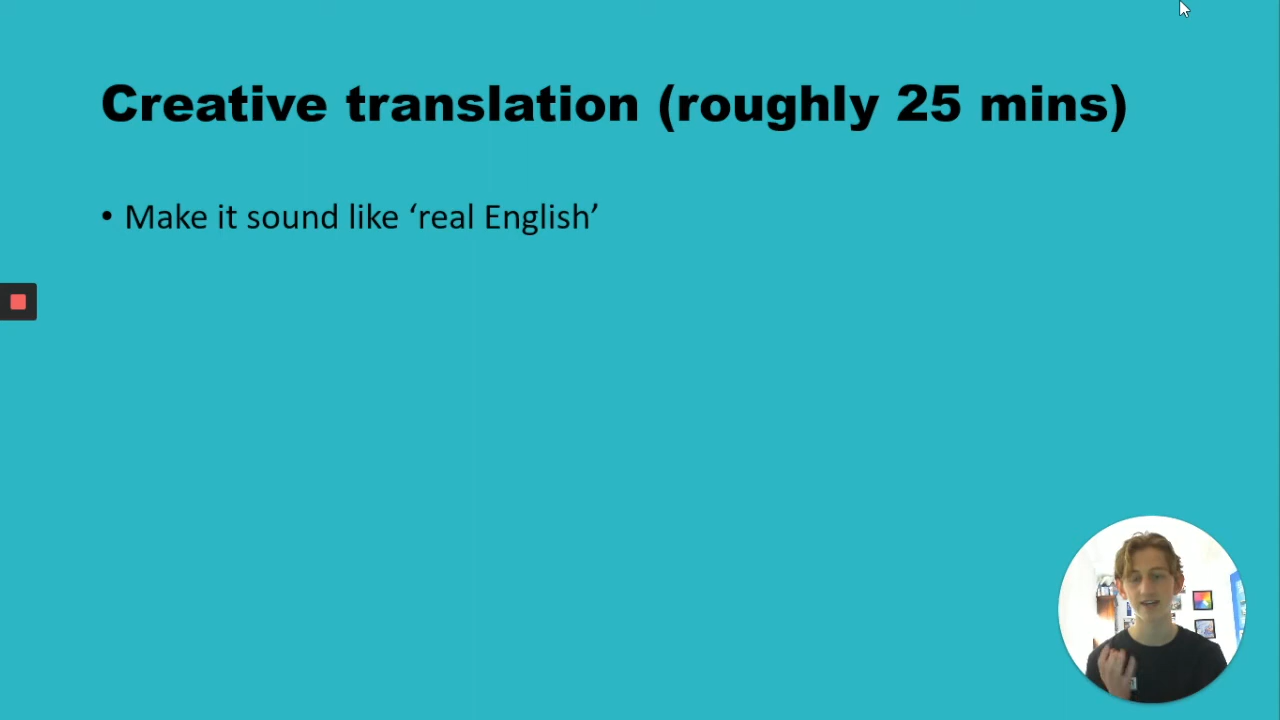 Creative translation (roughly 25 mins)
• Make it sound like ‘real English’